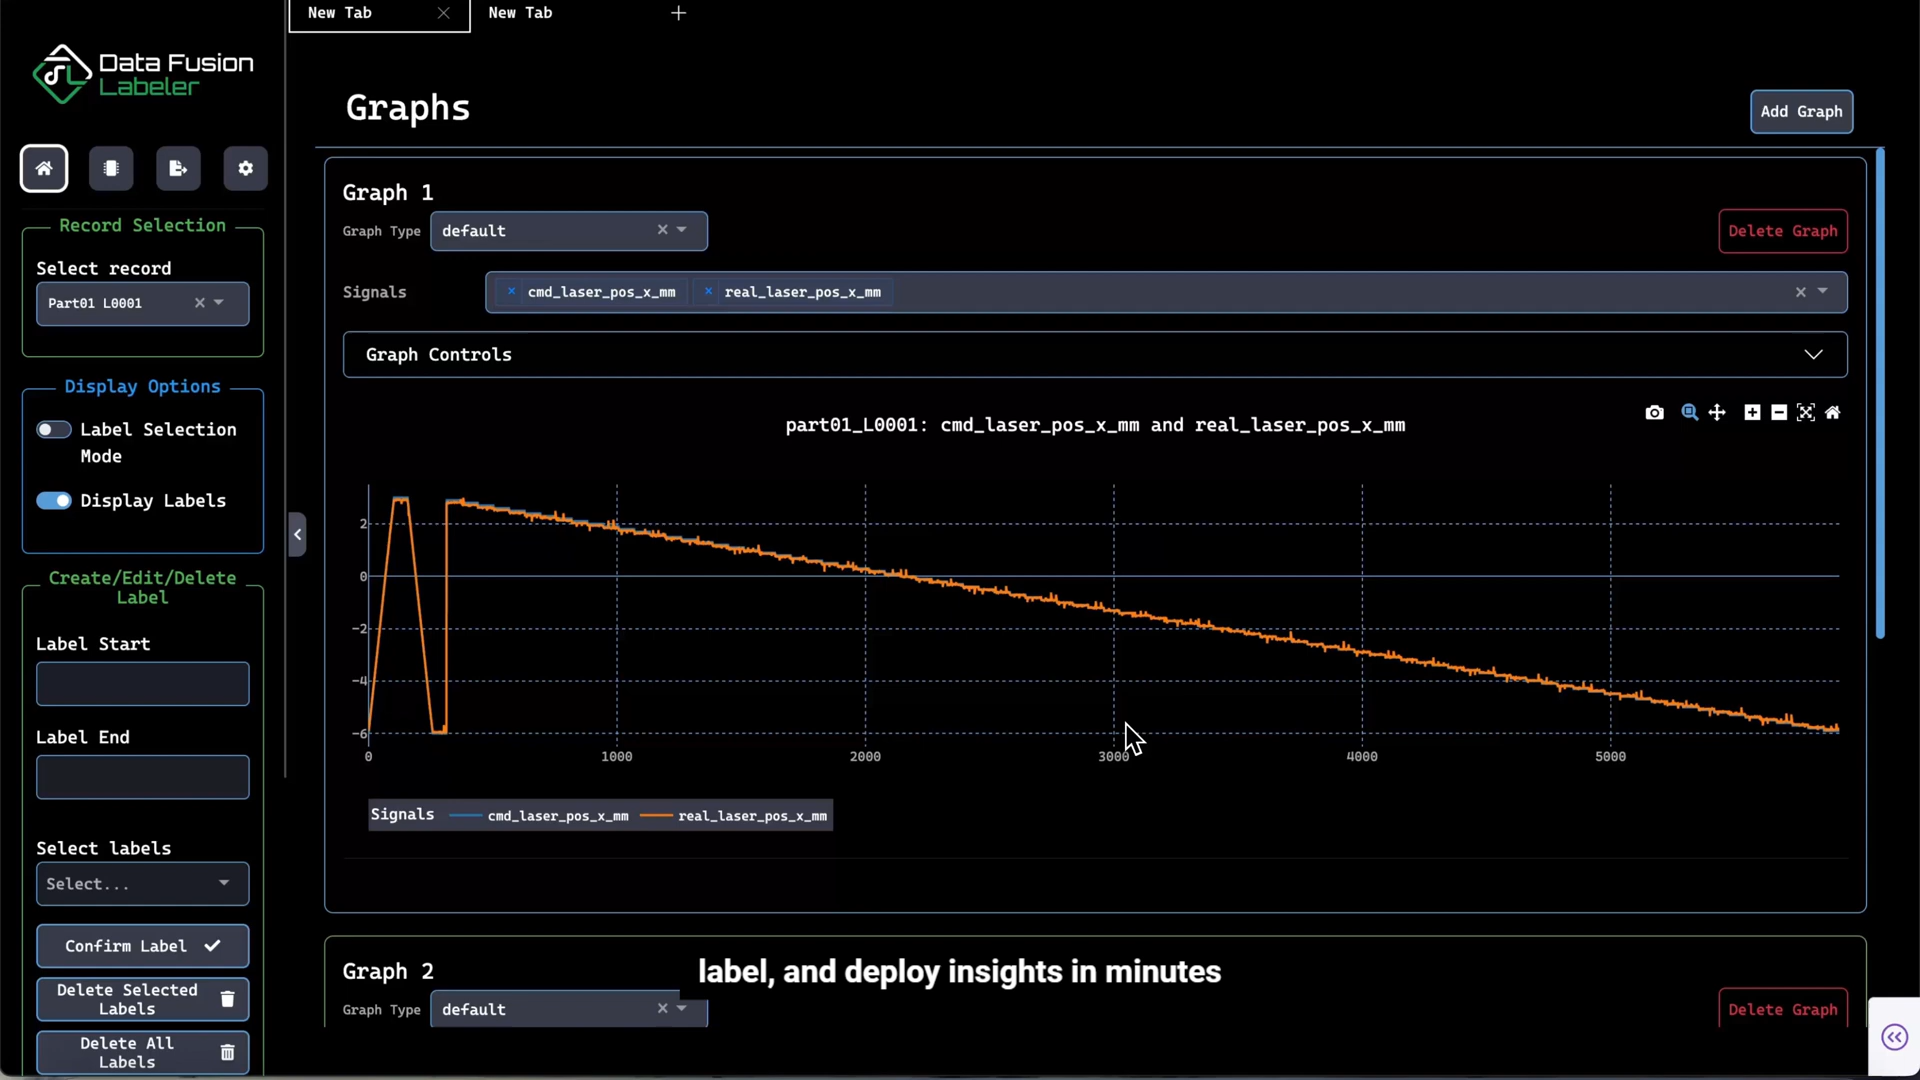 New Tab
New Tab
Data Fusion
Labeler
Graphs
Add Graph
Record Selection
Select record
Part01 L0001
Display Options
Label Selection
Mode
Display Labels
Create/Edit/Delete
Label
Label Start
Label End
Select labels
Select...
Confirm Label
Delete Selected
Labels
Delete All
Labels
Graph 1
Graph Type
default
Delete Graph
Signals
cmd_laser_pos_x_mm
real_laser_pos_x_mm
Graph Controls
part01_L0001: cmd_laser_pos_x_mm and real_laser_pos_x_mm
2
0
−2
−4
−6
0
1000
2000
3000
4000
5000
Signals
cmd_laser_pos_x_mm
real_laser_pos_x_mm
Graph 2
label, and deploy insights in minutes
Graph Type
default
Delete Graph